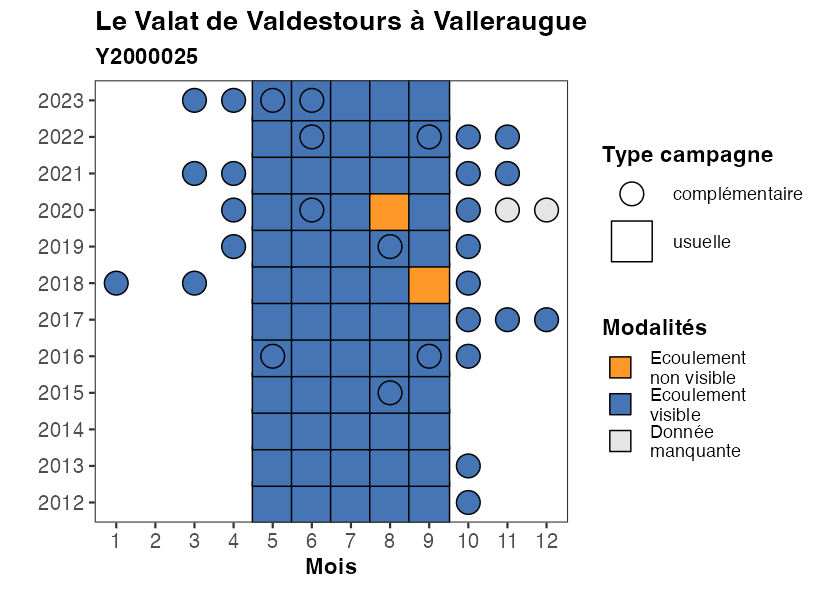 Le Valat de Valdestours à Valleraugue
Y2000025
2023
2022
2021
2020
2019
2018
2017
2016
2015
2014
2013
2012
1 2 3 4 5 6 7 8 9 10 11 12
Mois
Type campagne
complémentaire
usuelle
Modalités
Ecoulement
non visible
Ecoulement
visible
Donnée
manquante